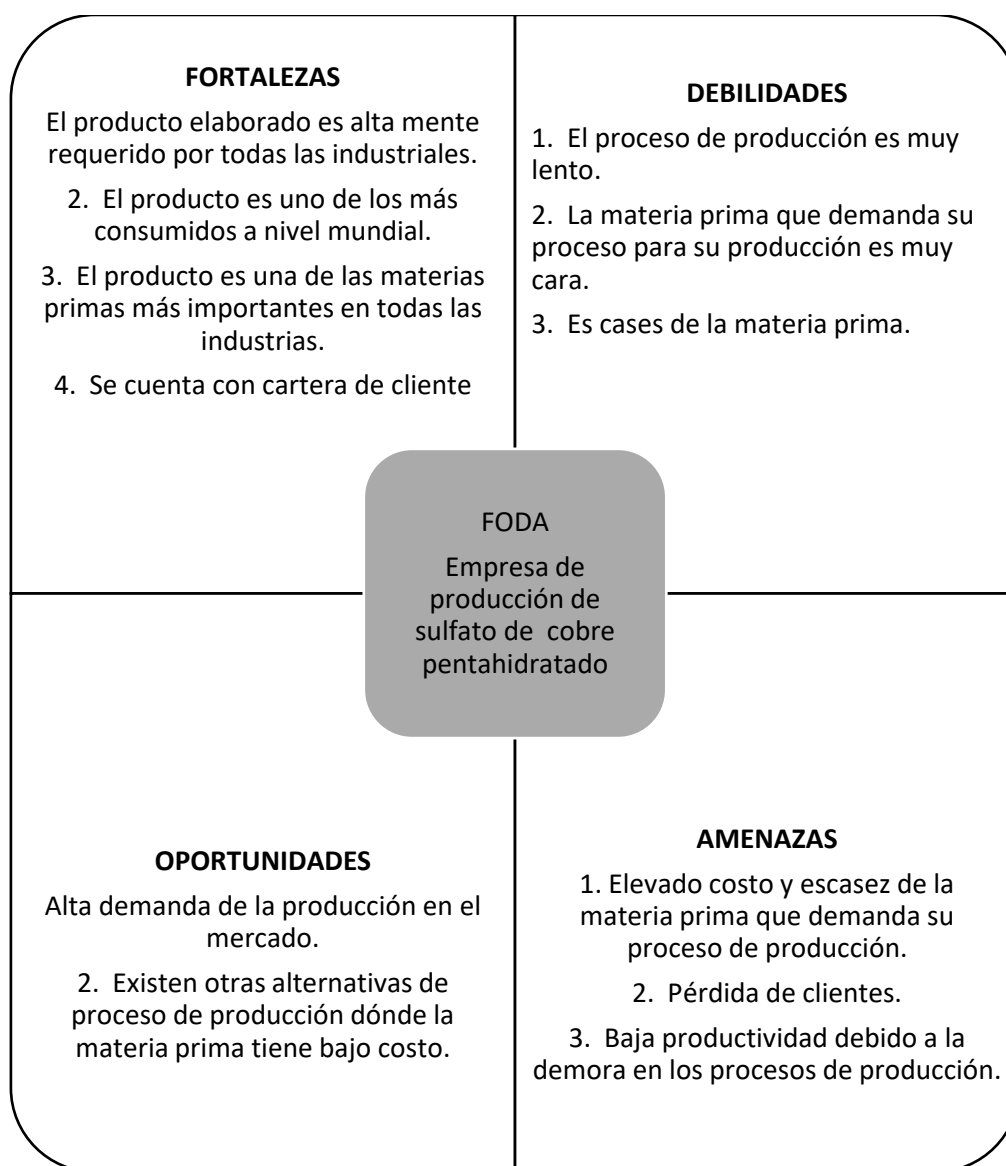 FORTALEZAS
El producto elaborado es alta mente
requerido por todas las industriales.
2. El producto es uno de los más
consumidos a nivel mundial.
3. El producto es una de las materias
primas más importantes en todas las
industrias.
4. Se cuenta con cartera de cliente
DEBILIDADES
1. El proceso de producción es muy
lento.
2. La materia prima que demanda su
proceso para su producción es muy
cara.
3. Es cases de la materia prima.
FODA
Empresa de
producción de
sulfato de cobre
pentahidratado
OPORTUNIDADES
Alta demanda de la producción en el
mercado.
2. Existen otras alternativas de
proceso de producción dónde la
materia prima tiene bajo costo.
AMENAZAS
1. Elevado costo y escasez de la
materia prima que demanda su
proceso de producción.
2. Pérdida de clientes.
3. Baja productividad debido a la
demora en los procesos de producción.